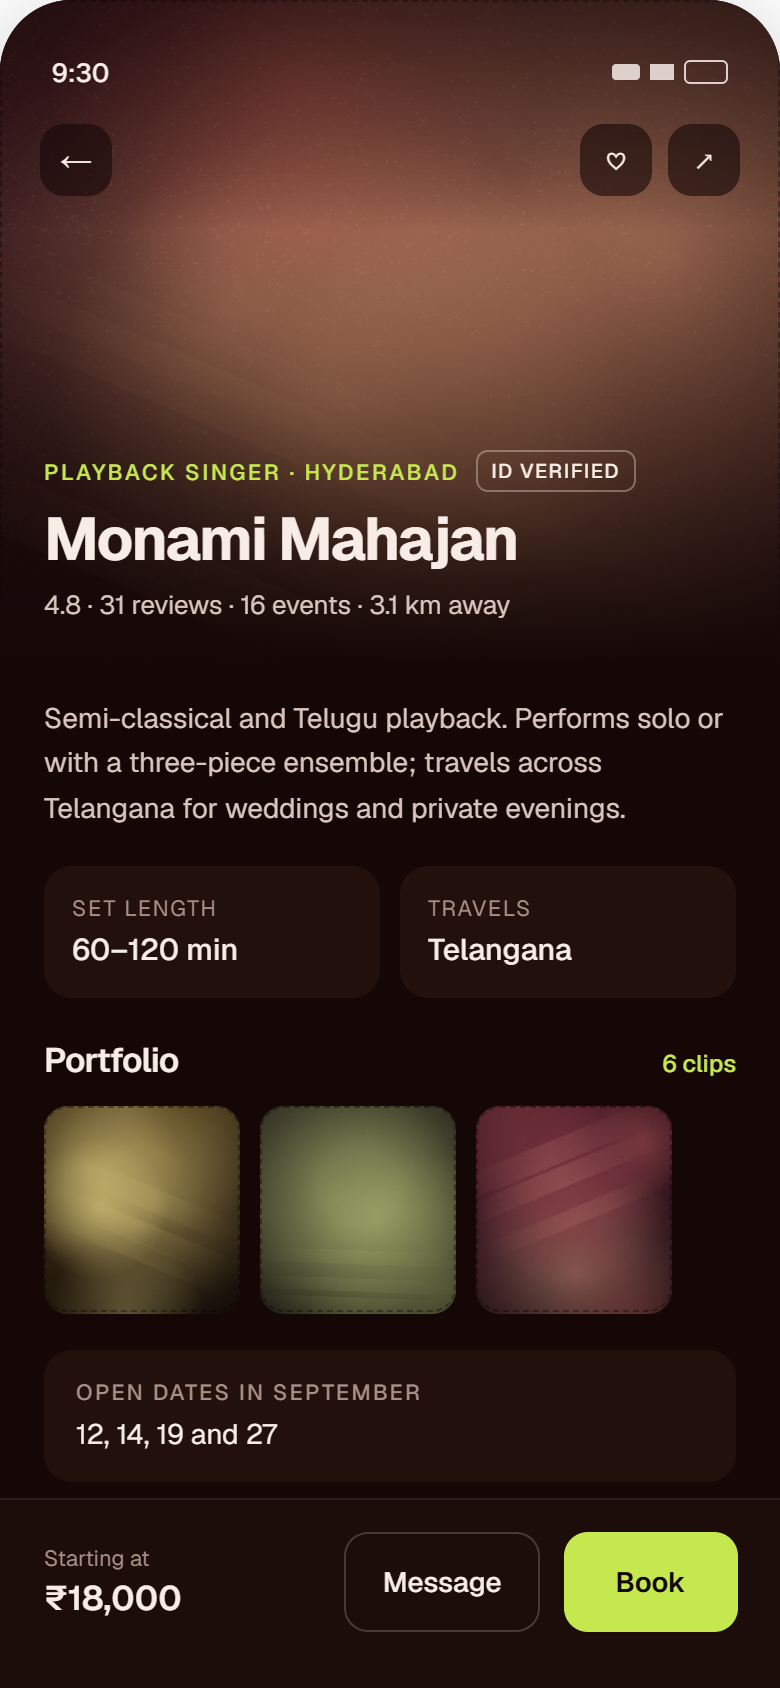 9:30
PLAYBACK SINGER · HYDERABAD ID VERIFIED
Monami Mahajan
4.8 · 31 reviews · 16 events · 3.1 km away
Semi-classical and Telugu playback. Performs solo or
with a three-piece ensemble; travels across
Telangana for weddings and private evenings.
SET LENGTH
60–120 min
TRAVELS
Telangana
Portfolio
6 clips
OPEN DATES IN SEPTEMBER
12, 14, 19 and 27
Starting at
₹18,000
Message
Book